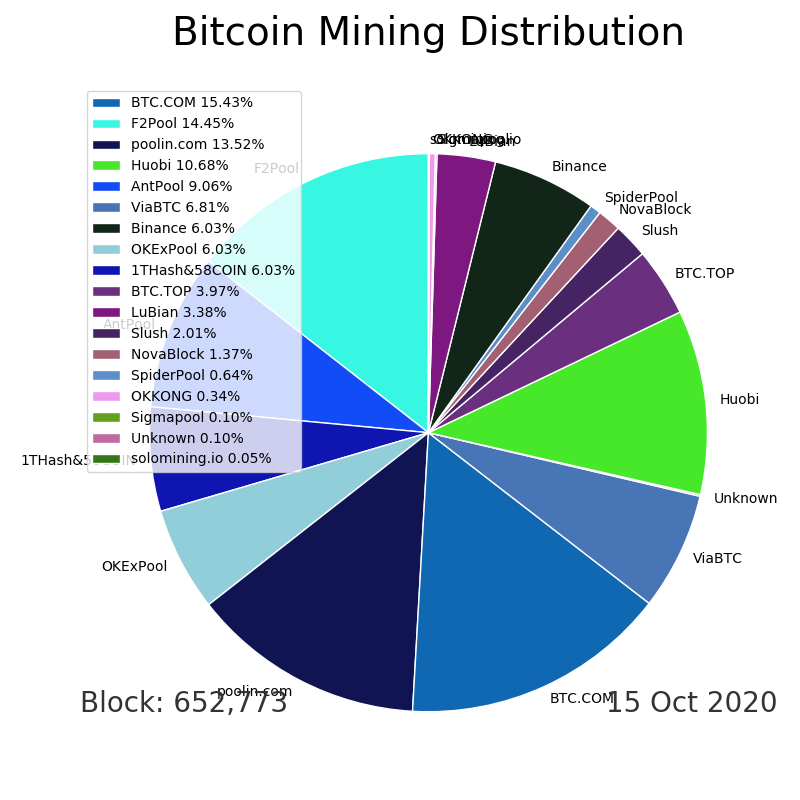 Bitcoin Mining Distribution
BTC.COM 15.43%
F2Pool 14.45%
poolin.com 13.52%
Huobi 10.68%
AntPool 9.06%
ViaBTC 6.81%
Binance 6.03%
OKExPool 6.03%
1THash&58COIN 6.03%
BTC.TOP 3.97%
LuBian 3.38%
Slush 2.01%
NovaBlock 1.37%
SpiderPool 0.64%
OKKONG 0.34%
Sigmapool 0.10%
Unknown 0.10%
solomining.io 0.05%
F2Pool
Binance
SpiderPool
NovaBlock
Slush
BTC.TOP
AntPool
Huobi
1THash&58COIN
Unknown
ViaBTC
OKExPool
poolin.com
BTC.COM
Block: 652,773
15 Oct 2020